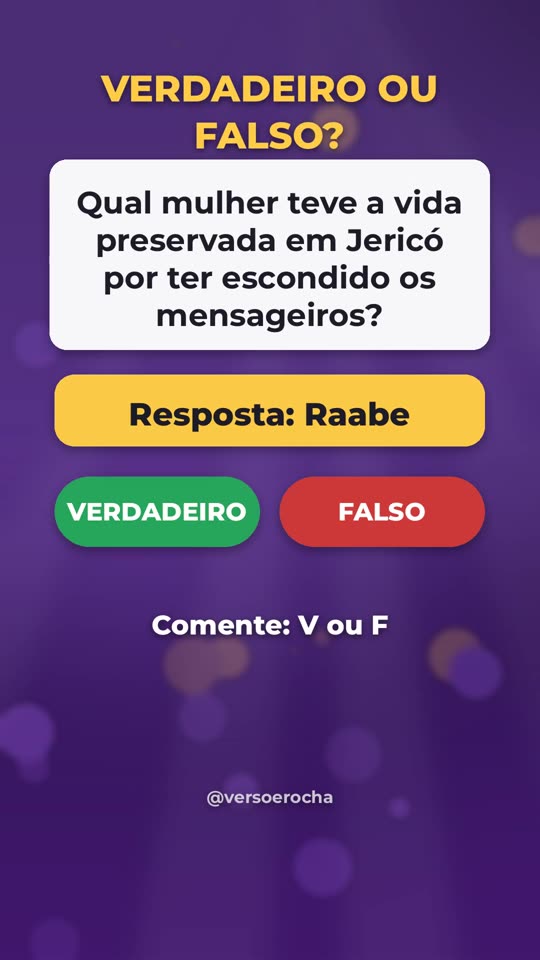 VERDADEIRO OU
FALSO?
Qual mulher teve a vida
preservada em Jericó
por ter escondido os
mensageiros?
Resposta: Raabe
VERDADEIRO
FALSO
Comente: V ou F
@versoerocha